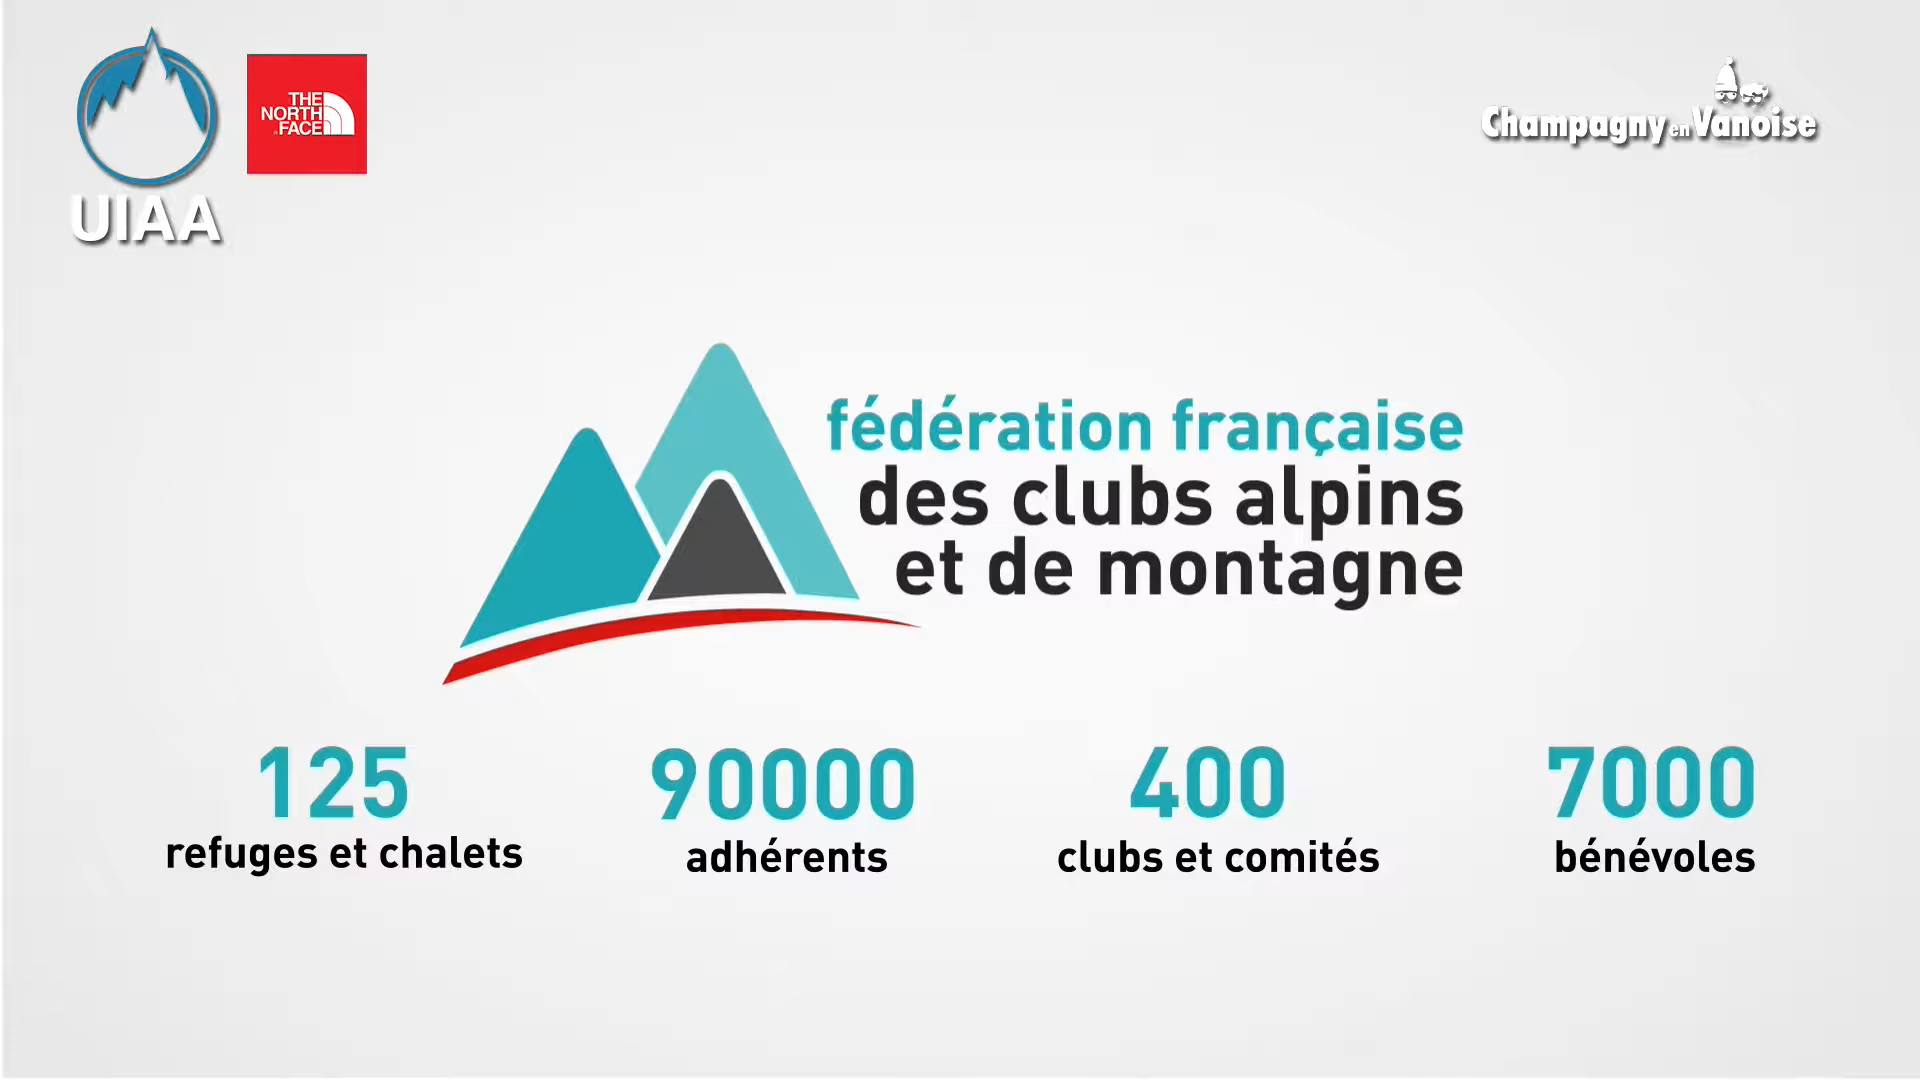 UIAA
THE
NORTH
FACE
Champagny en Vanoise
fédération française
des clubs alpins
et de montagne
125
refuges et chalets
90000
adhérents
400
clubs et comités
7000
bénévoles